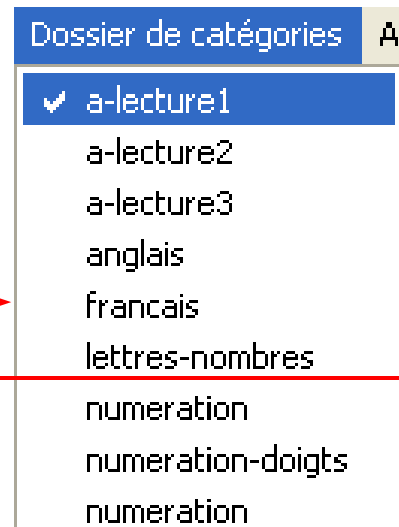 Dossier de catégories A
✔ a-lecture1
a-lecture2
a-lecture3
anglais
francais
lettres-nombres
numeration
numeration-doigts
numeration